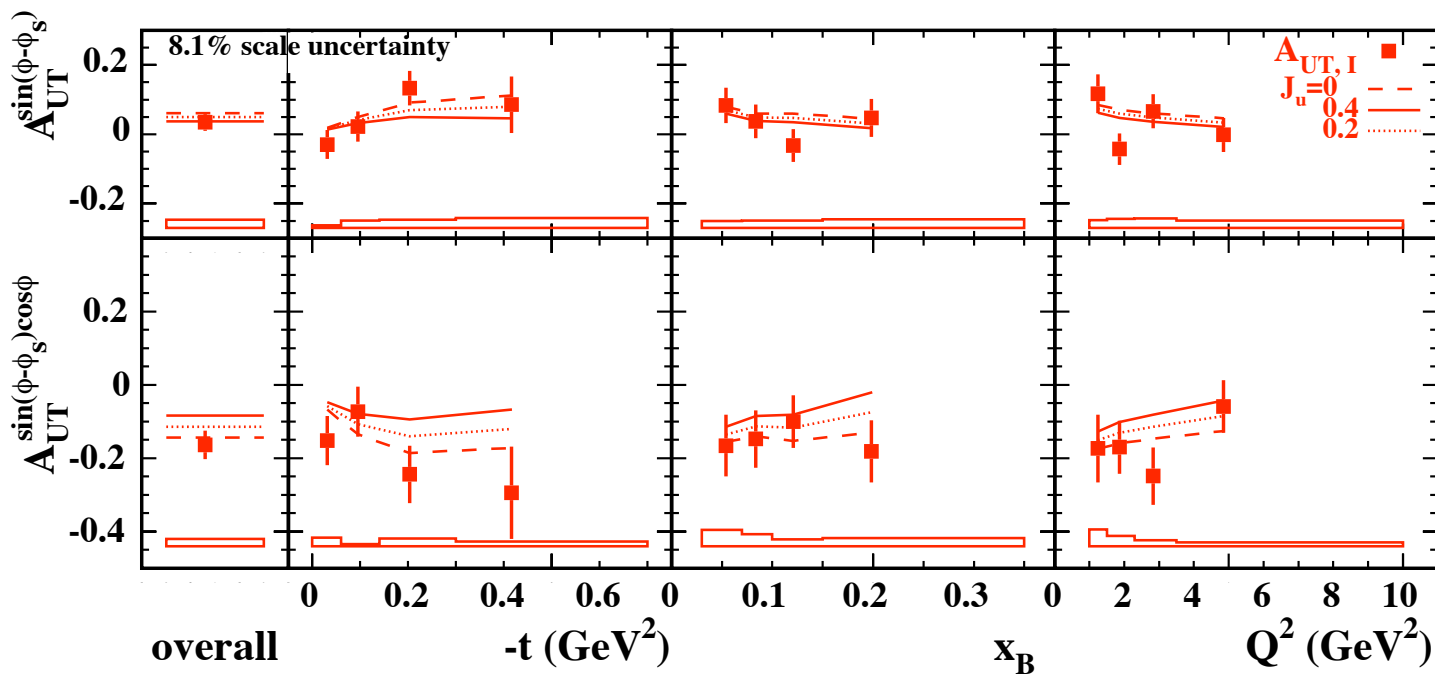 A_UT^sin(ϕ-ϕ_s)
8.1% scale uncertainty
A_UT, I
J_u=0
0.4
0.2
0.2
0
-0.2
A_UT^sin(ϕ-ϕ_s)cosϕ
0.2
0
-0.2
-0.4
0 0.2 0.4 0.6
0 0.1 0.2 0.3
0 2 4 6 8 10
overall -t (GeV^2) x_B Q^2 (GeV^2)